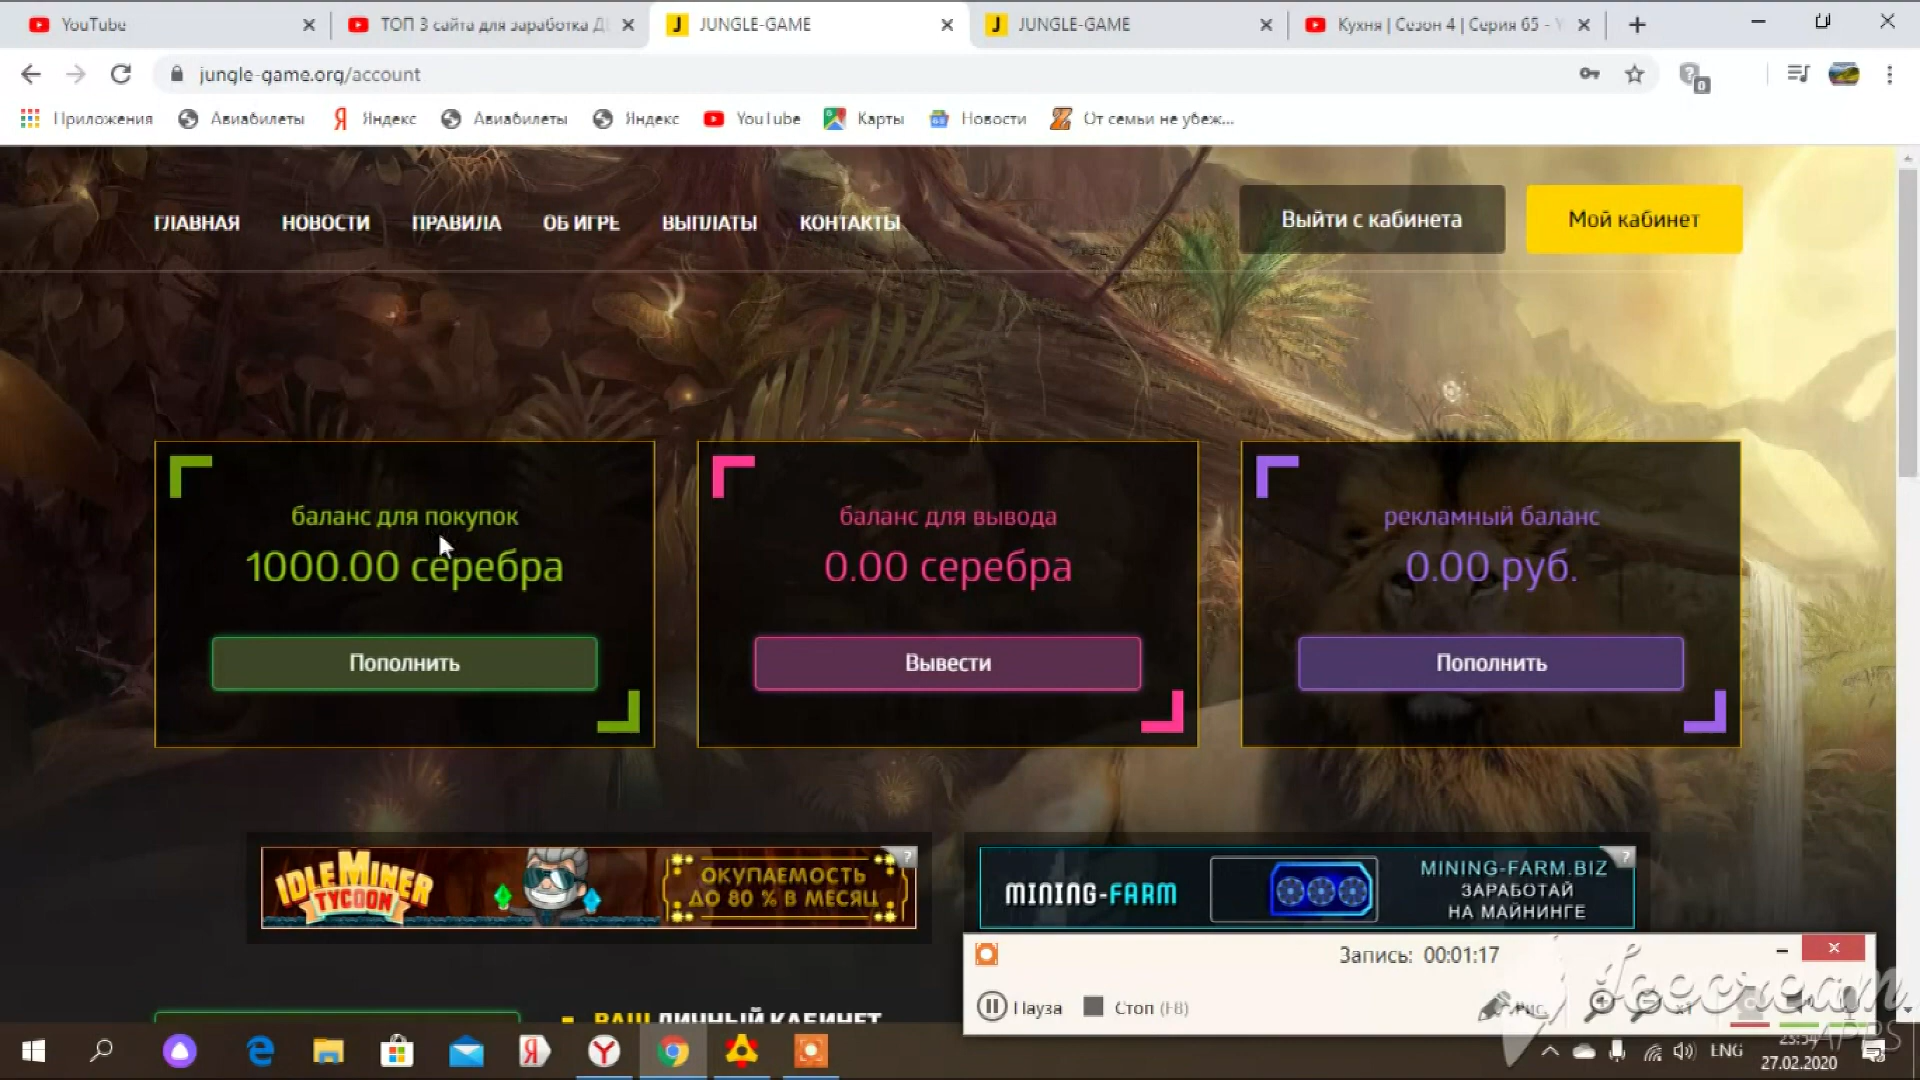 YouTube
ТОП 3 сайта для заработка
JUNGLE-GAME
JUNGLE-GAME
Кухня | Сезон 4 | Серия 65 -
jungle-game.org/account
Приложения
Авиабилеты
Яндекс
Авиабилеты
Яндекс
YouTube
Карты
Новости
От семьи не убеж...
ГЛАВНАЯ
НОВОСТИ
ПРАВИЛА
ОБ ИГРЕ
ВЫПЛАТЫ
КОНТАКТЫ
Выйти с кабинета
Мой кабинет
баланс для покупок
1000.00 серебра
Пополнить
баланс для вывода
0.00 серебра
Вывести
рекламный баланс
0.00 руб.
Пополнить
IDLE MINER
TYCOON
ОКУПАЕМОСТЬ
ДО 80 % В МЕСЯЦ
MINING-FARM
MINING-FARM.BIZ
ЗАРАБОТАЙ
НА МАЙНИНГЕ
ВАШ ЛИЧНЫЙ КАБИНЕТ
Запись: 00:01:17
Пауза
Стоп (F8)
Icecream
APPS
ENG
27.02.2020